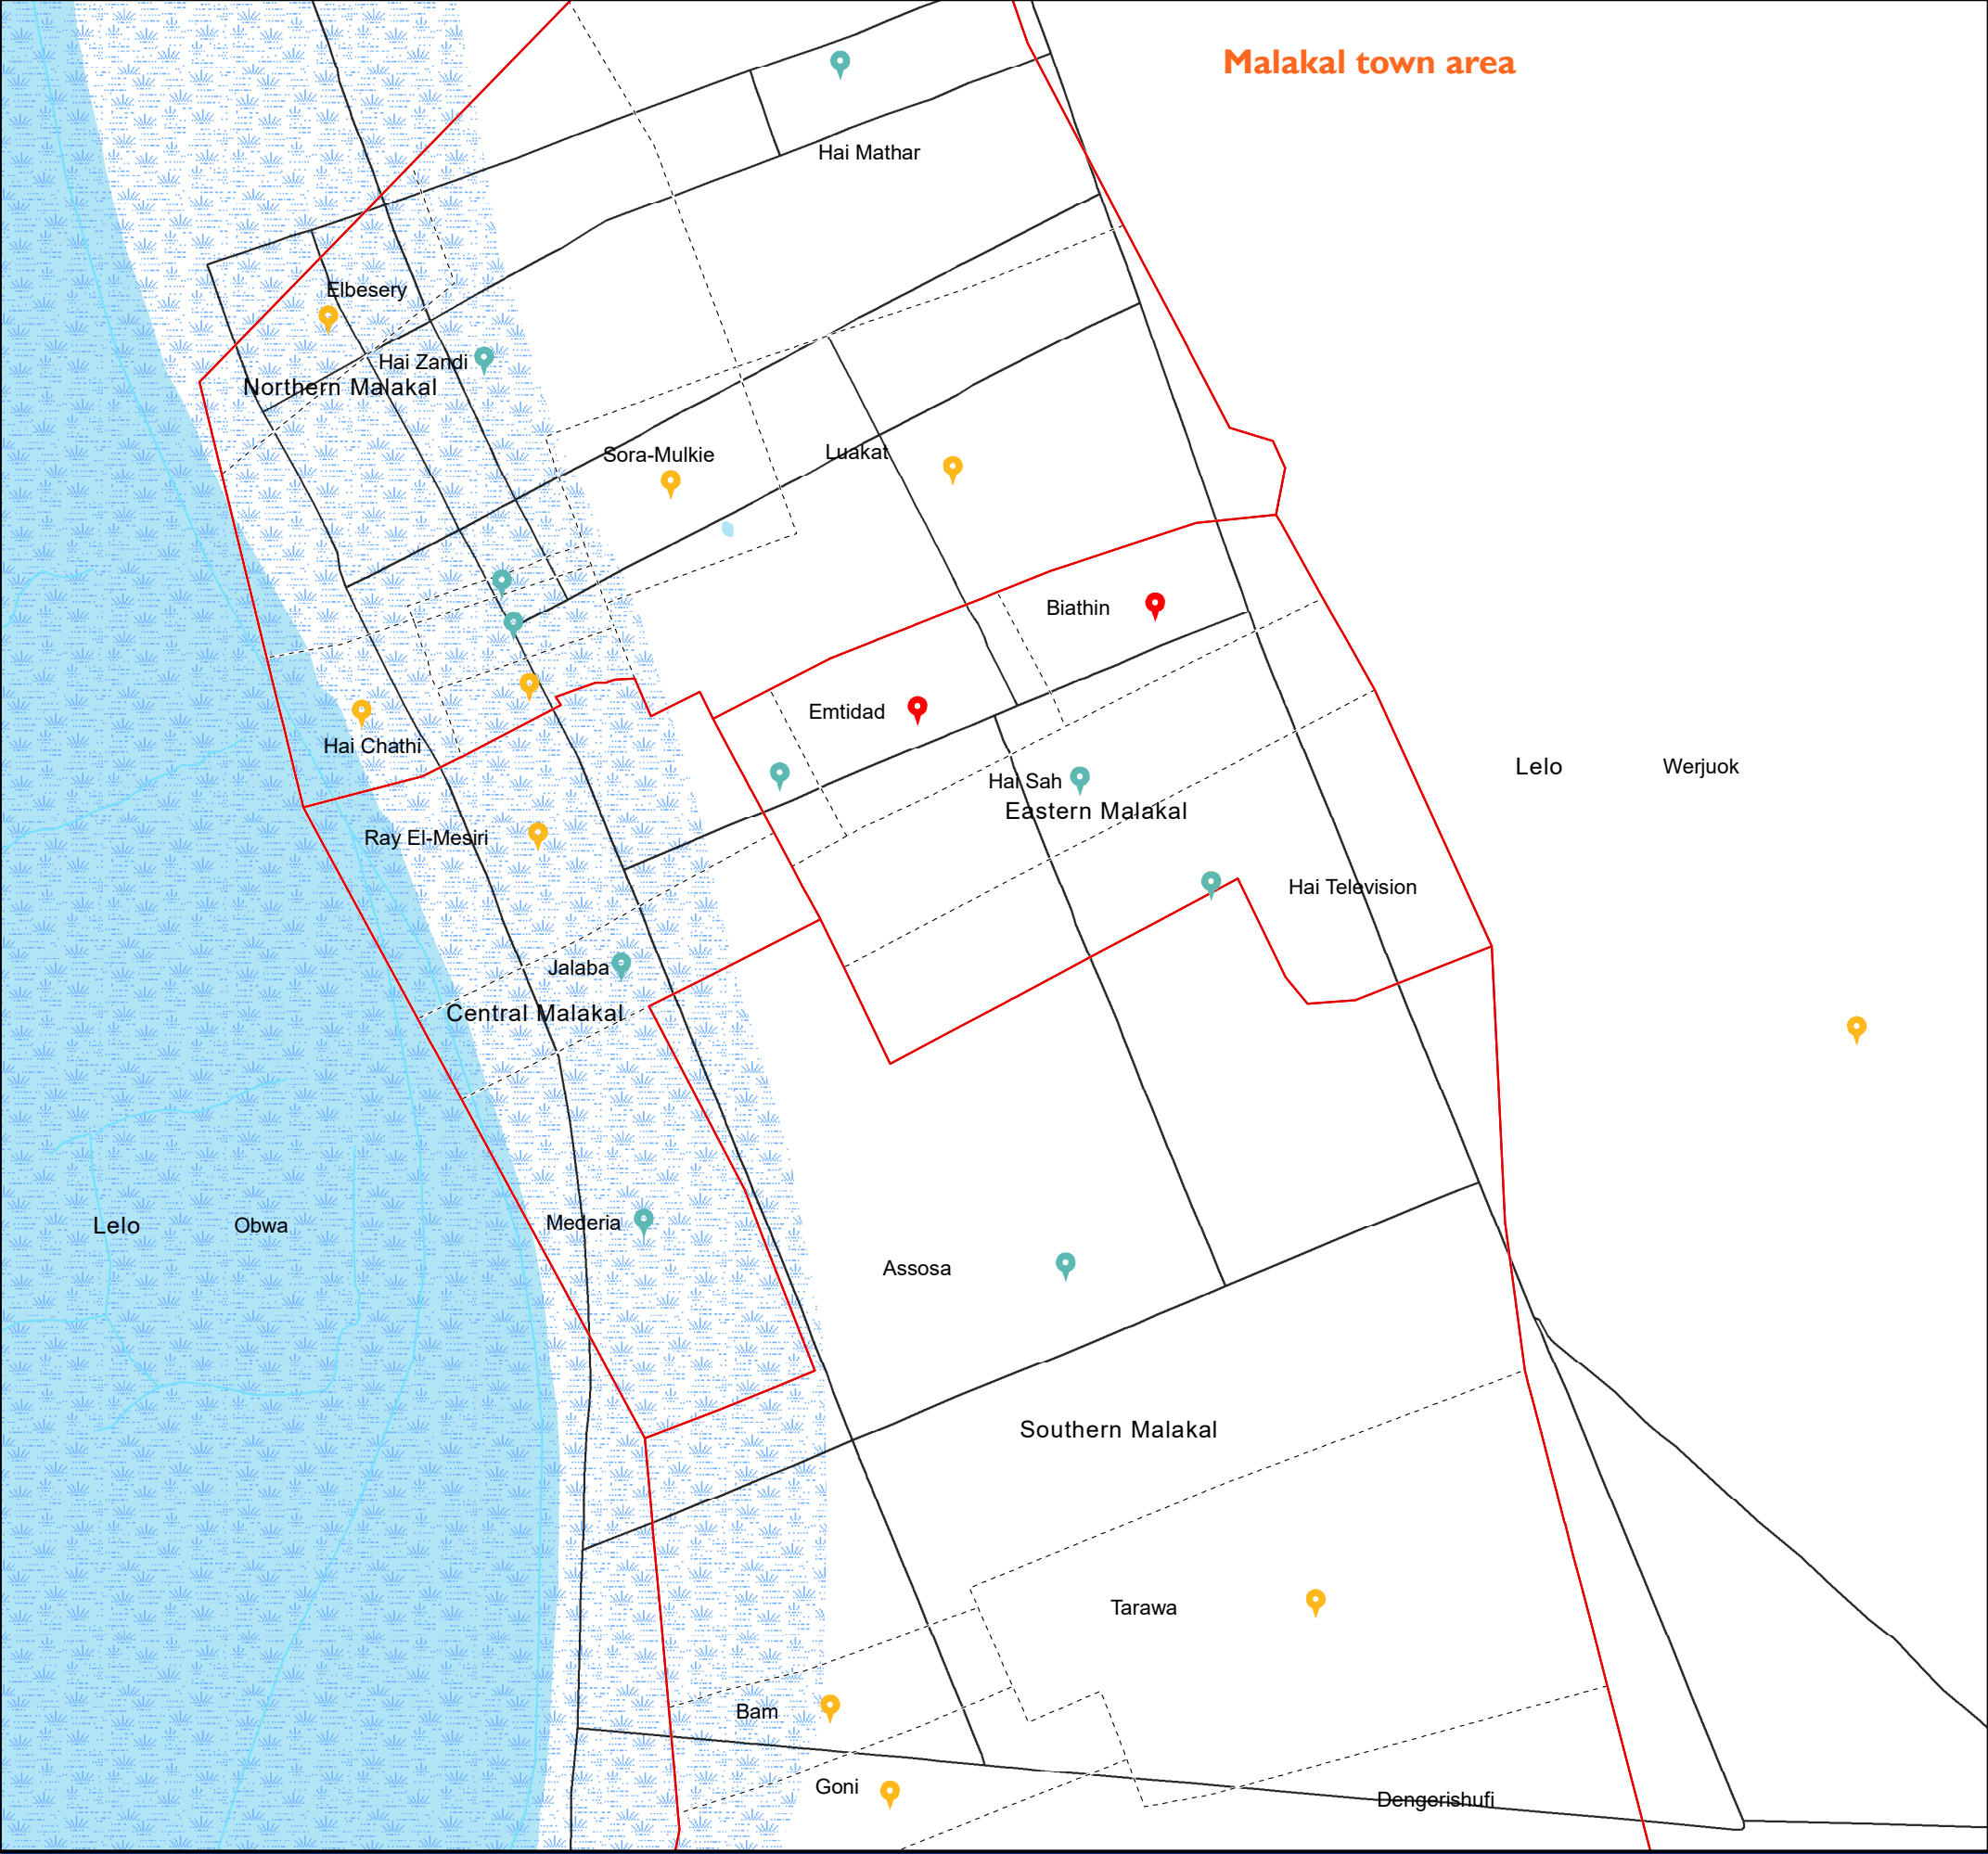 Malakal town area
Hai Mathar
Elbesery
Hai Zandi
Northern Malakal
Sora-Mulkie
Luakat
Biathin
Emtidad
Hai Chathi
Lelo
Werjuok
Hai Sah
Eastern Malakal
Ray El-Mesiri
Hai Television
Jalaba
Central Malakal
Lelo
Obwa
Mederia
Assosa
Southern Malakal
Tarawa
Bam
Goni
Dengerishufi